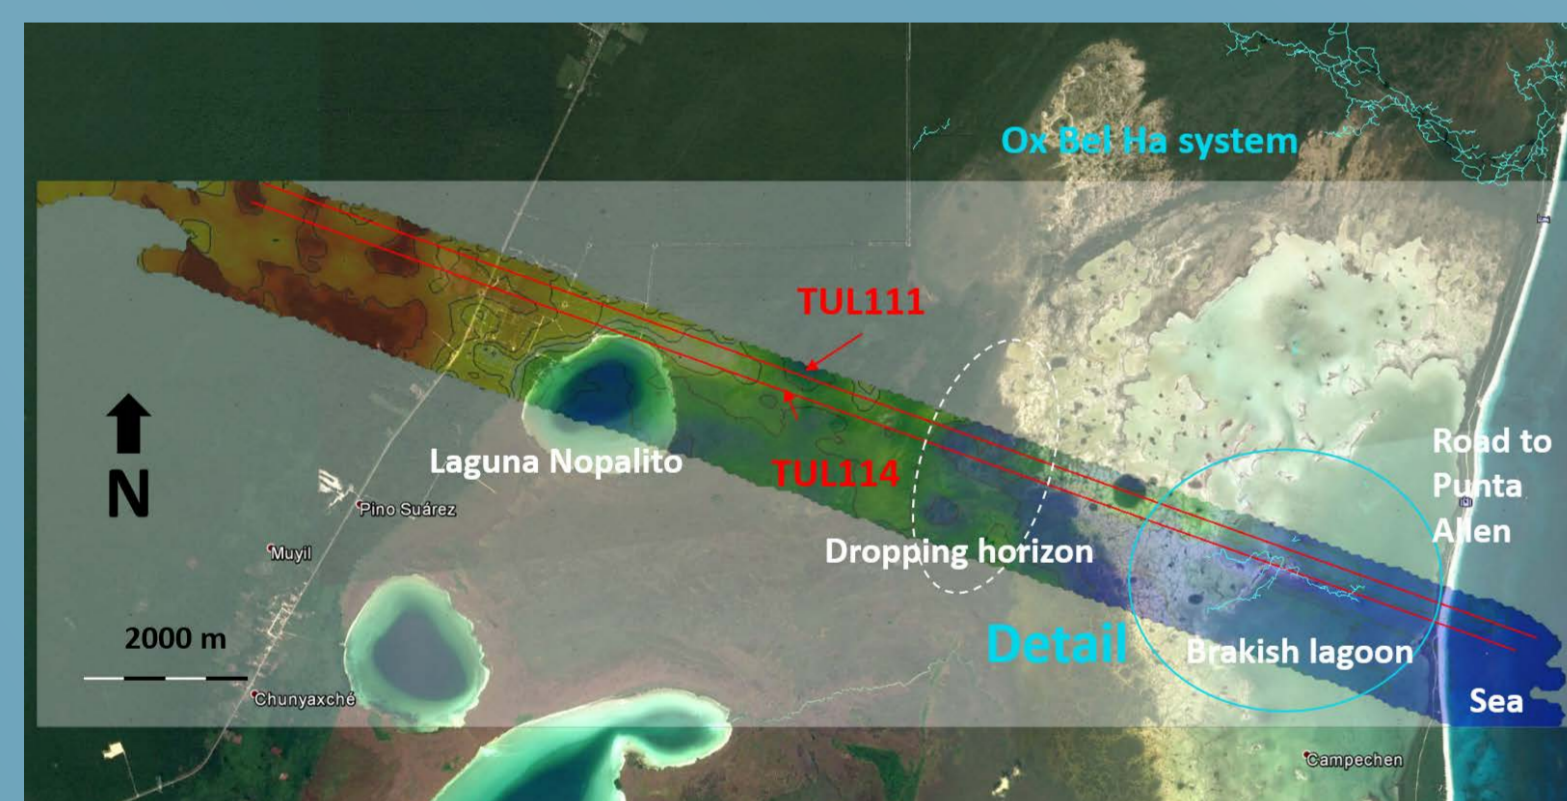 Ox Bel Ha system
TUL111
Road to
Punta
Allen
Laguna Nopalito
TUL114
N
Pino Suárez
Dropping horizon
Muyil
2000 m
Detail
Brakish lagoon
Chunyaxché
Sea
Campechen